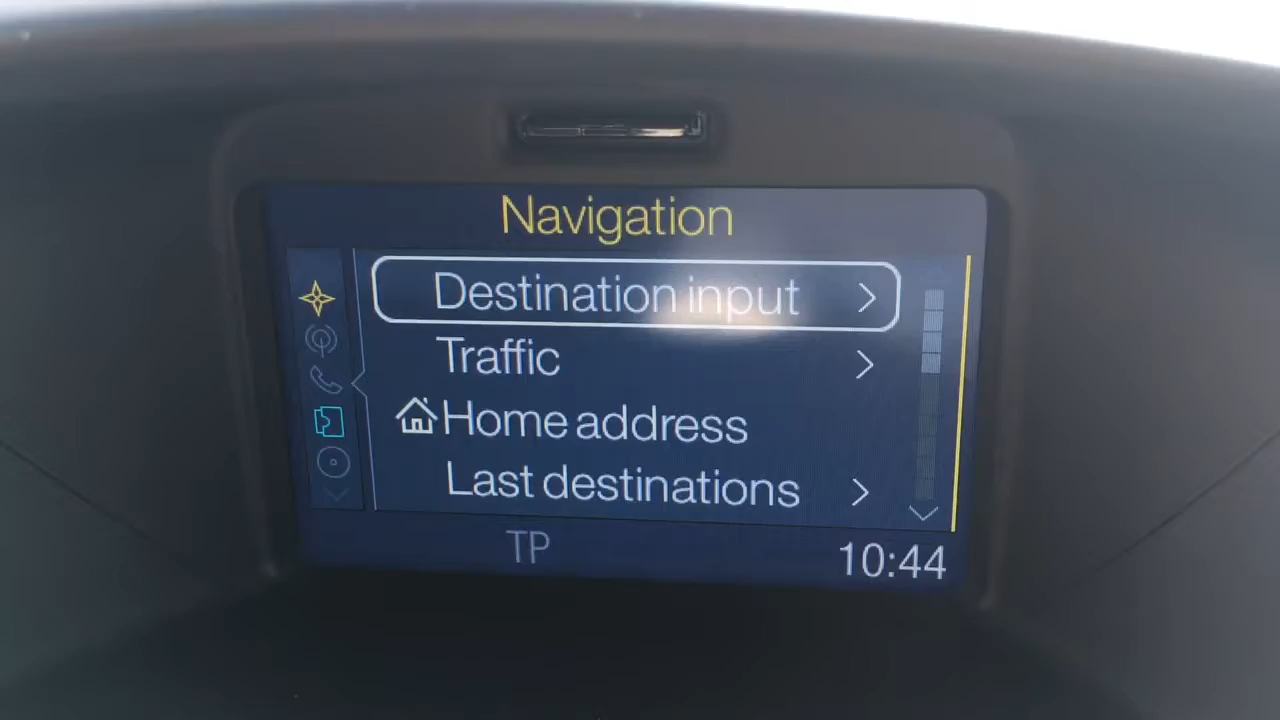 Navigation
Destination input
Traffic
Home address
Last destinations
TP
10:44